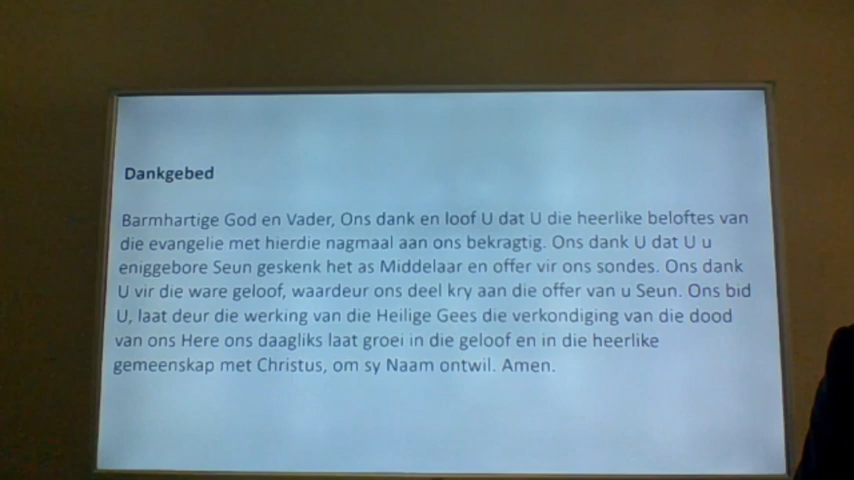 Dankgebed
Barmhartige God en Vader, Ons dank en loof U dat U die heerlike beloftes van
die evangelie met hierdie nagmaal aan ons bekragtig. Ons dank U dat U u
eniggebore Seun geskenk het as Middelaar en offer vir ons sondes. Ons dank
U vir die ware geloof, waardeur ons deel kry aan die offer van u Seun. Ons bid
U, laat deur die werking van die Heilige Gees die verkondiging van die dood
van ons Here ons daagliks laat groei in die geloof en in die heerlike
gemeenskap met Christus, om sy Naam ontwil. Amen.